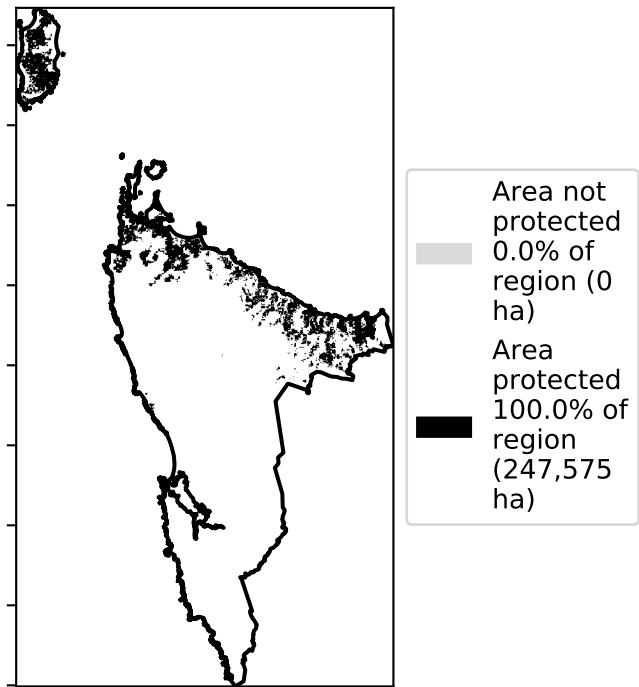 Area not
protected
0.0% of
region (0
ha)
Area
protected
100.0% of
region
(247,575
ha)